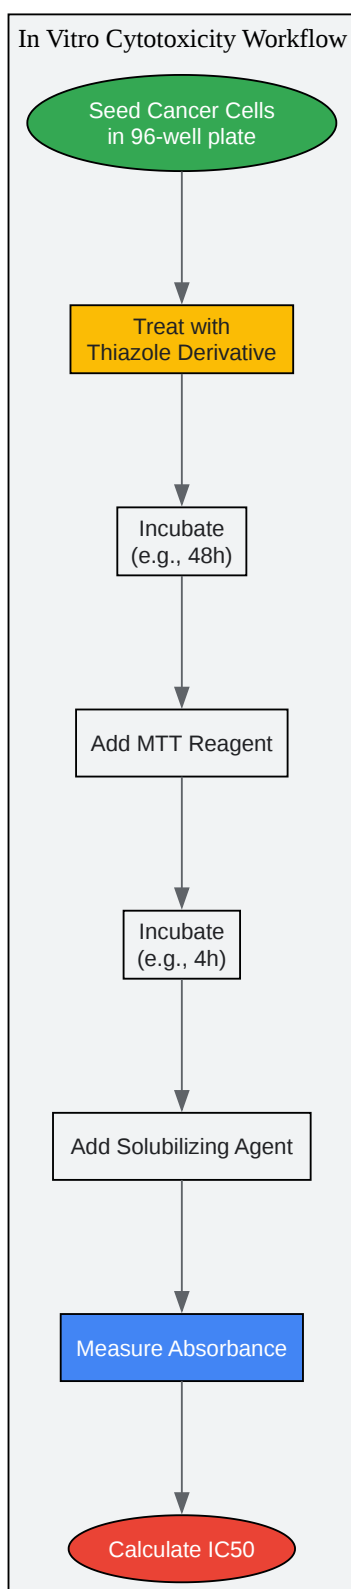 In Vitro Cytotoxicity Workflow
Seed Cancer Cells
in 96-well plate
Treat with
Thiazole Derivative
Incubate
(e.g., 48h)
Add MTT Reagent
Incubate
(e.g., 4h)
Add Solubilizing Agent
Measure Absorbance
Calculate IC50